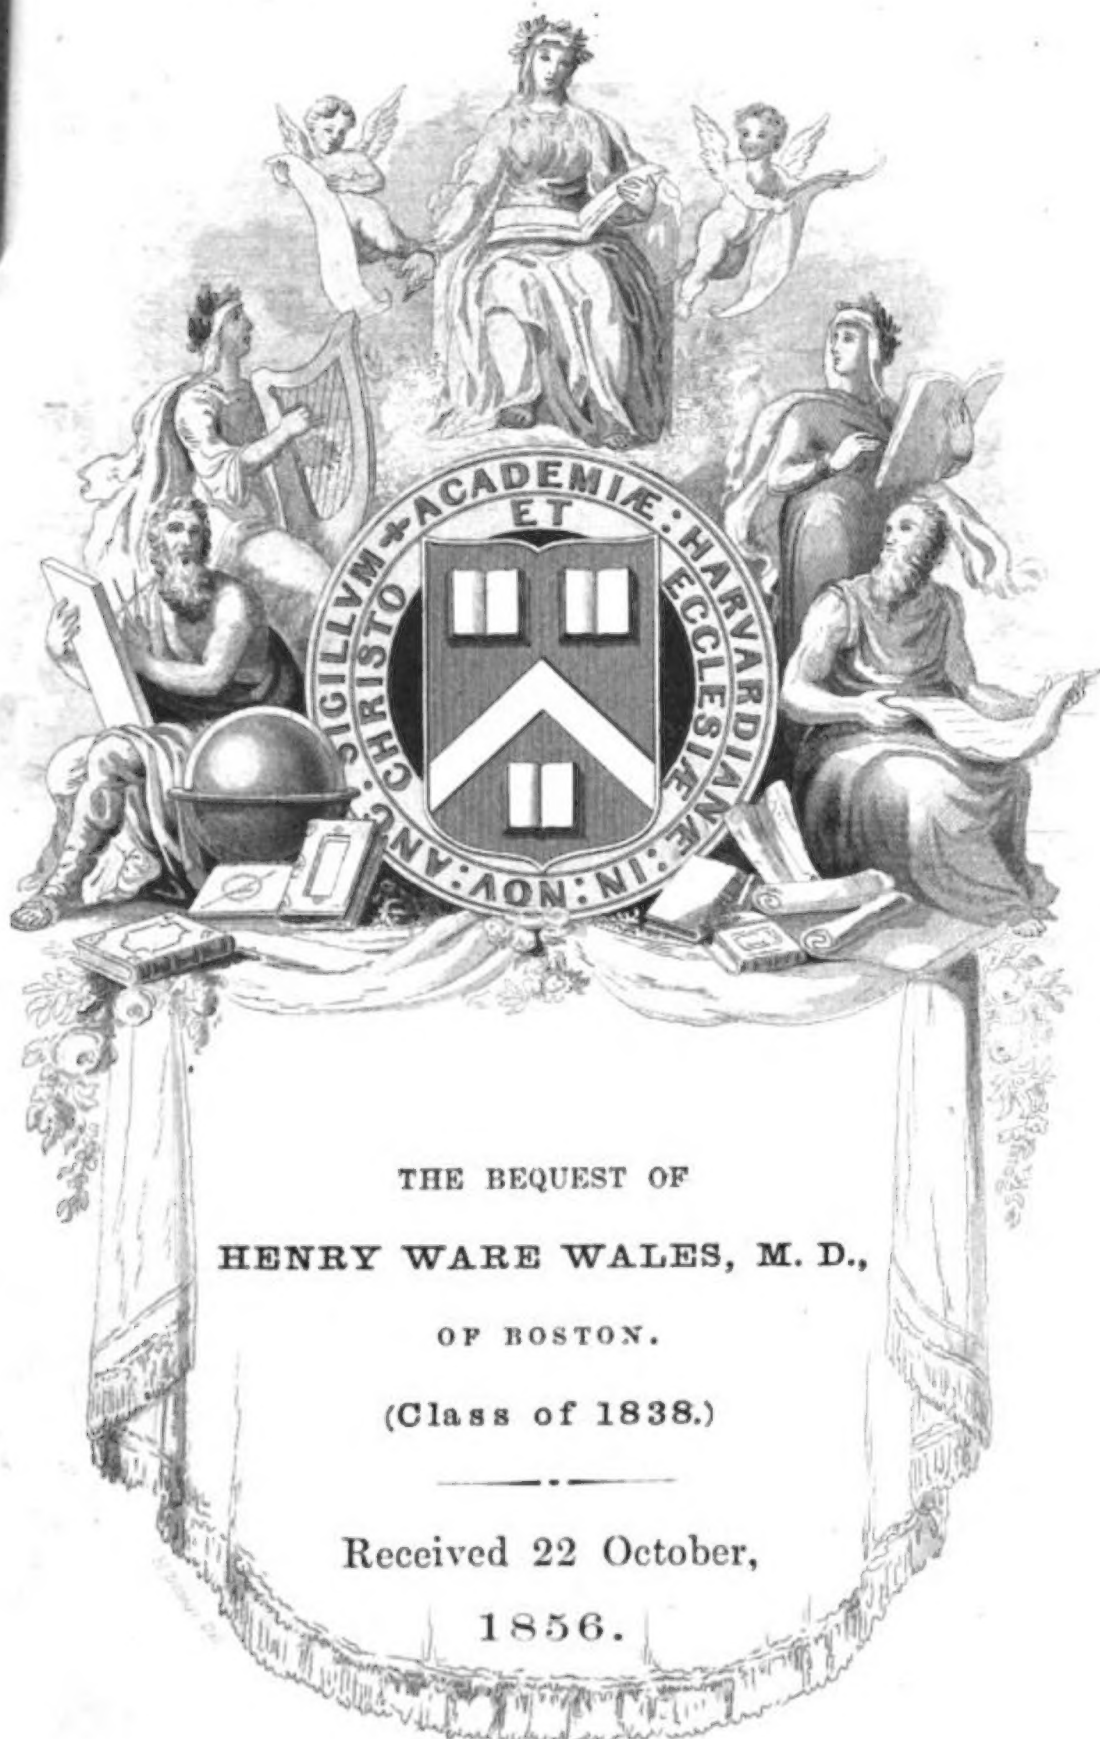 SIGILLVM ✢ ACADEMIÆ : HARVARDIANÆ : IN : NOV : ANG :
CHRISTO ET ECCLESIÆ
THE BEQUEST OF
HENRY WARE WALES, M. D.,
OF BOSTON.
(Class of 1838.)
Received 22 October,
1856.